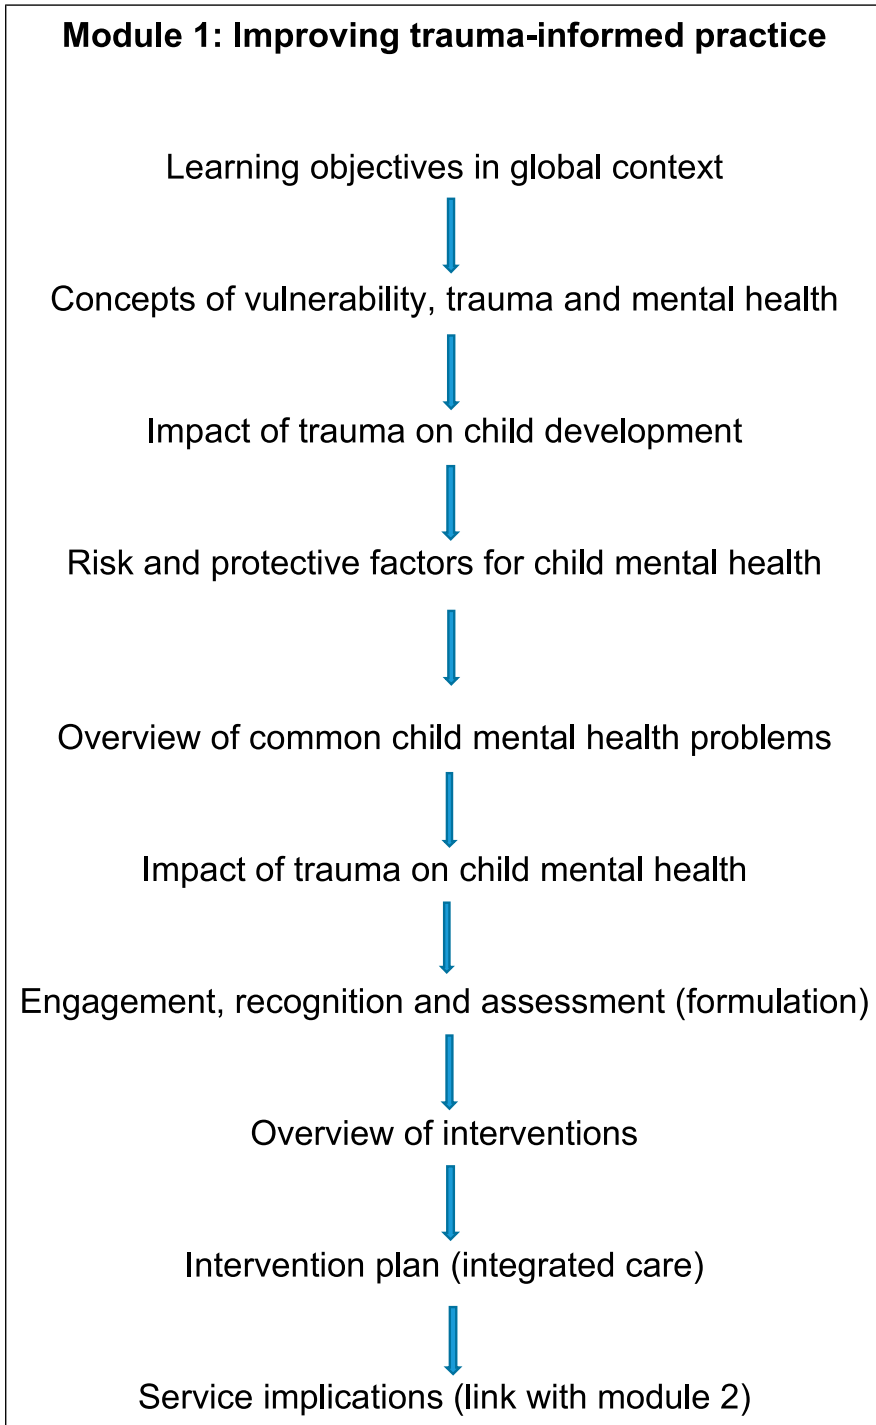 Module 1: Improving trauma-informed practice
Learning objectives in global context
Concepts of vulnerability, trauma and mental health
Impact of trauma on child development
Risk and protective factors for child mental health
Overview of common child mental health problems
Impact of trauma on child mental health
Engagement, recognition and assessment (formulation)
Overview of interventions
Intervention plan (integrated care)
Service implications (link with module 2)